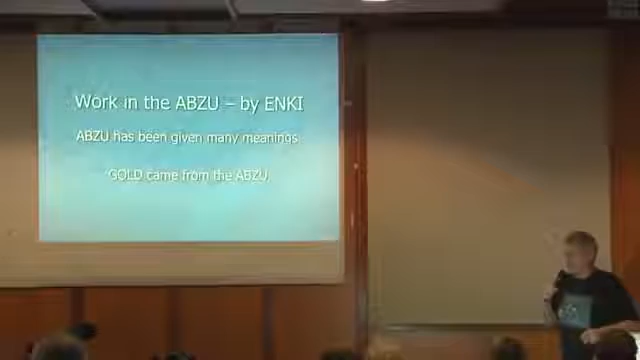 Work in the ABZU – by ENKI
ABZU has been given many meanings
GOLD came from the ABZU